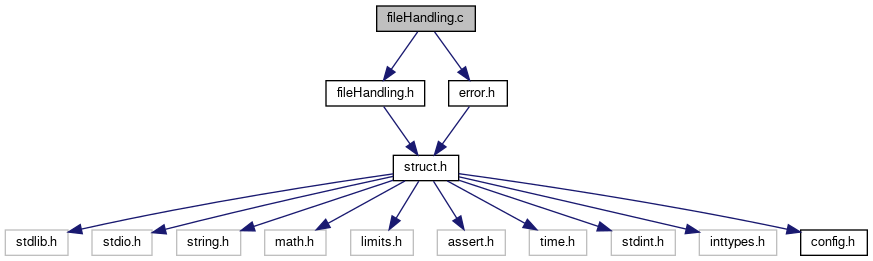 fileHandling.c
fileHandling.h
error.h
struct.h
stdlib.h
stdio.h
string.h
math.h
limits.h
assert.h
time.h
stdint.h
inttypes.h
config.h